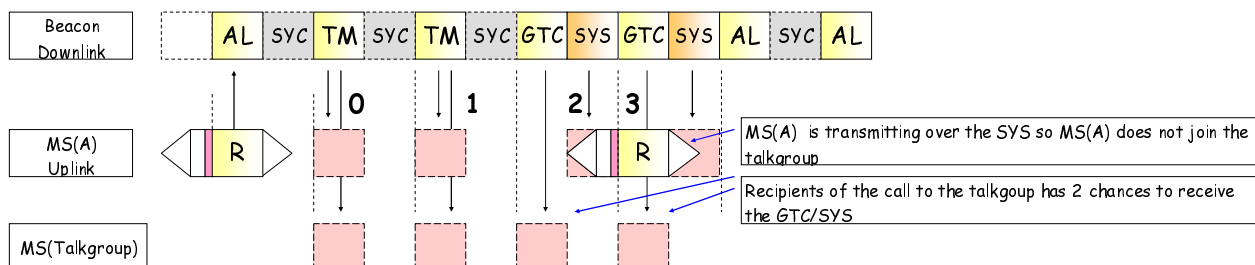 Beacon
Downlink
AL SYC TM SYC TM SYC GTC SYS GTC SYS AL SYC AL
0 1 2 3
MS(A)
Uplink
R R
MS(A) is transmitting over the SYS so MS(A) does not join the
talkgroup
Recipients of the call to the talkgoup has 2 chances to receive
the GTC/SYS
MS(Talkgroup)